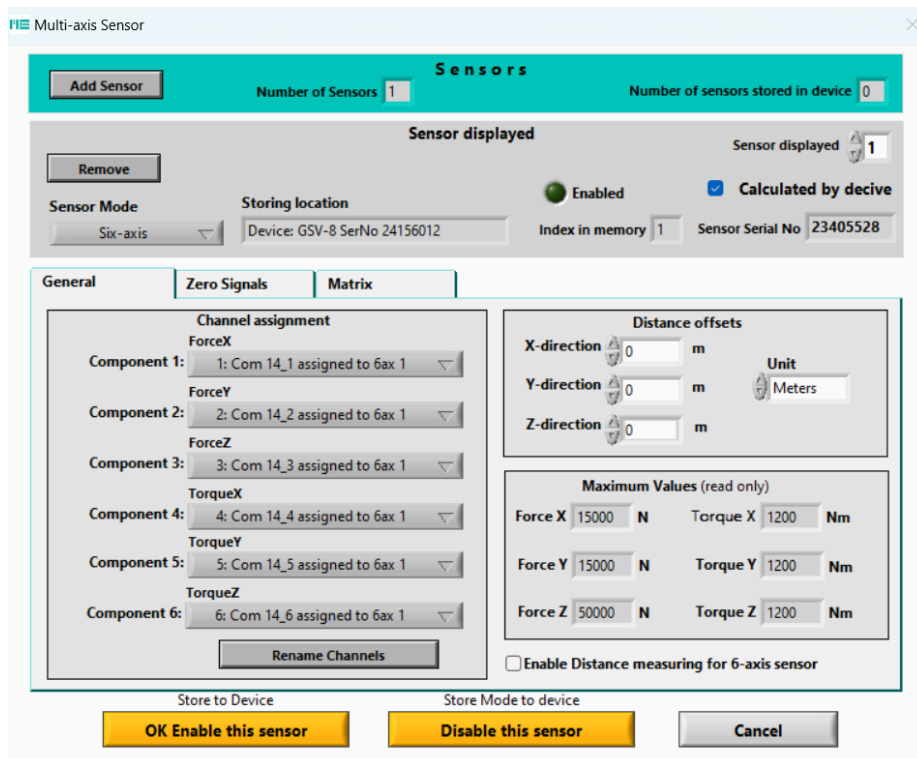 ME Multi-axis Sensor
Sensors
Add Sensor
Number of Sensors 1
Number of sensors stored in device 0
Sensor displayed
Sensor displayed 1
Remove
Enabled
Calculated by decive
Sensor Mode
Storing location
Six-axis
Device: GSV-8 SerNo 24156012
Index in memory 1
Sensor Serial No 23405528
General
Zero Signals
Matrix
Channel assignment
ForceX
Component 1: 1: Com 14_1 assigned to 6ax 1
ForceY
Component 2: 2: Com 14_2 assigned to 6ax 1
ForceZ
Component 3: 3: Com 14_3 assigned to 6ax 1
TorqueX
Component 4: 4: Com 14_4 assigned to 6ax 1
TorqueY
Component 5: 5: Com 14_5 assigned to 6ax 1
TorqueZ
Component 6: 6: Com 14_6 assigned to 6ax 1
Rename Channels
Distance offsets
X-direction 0 m
Unit
Y-direction 0 m
Meters
Z-direction 0 m
Maximum Values (read only)
Force X 15000 N Torque X 1200 Nm
Force Y 15000 N Torque Y 1200 Nm
Force Z 50000 N Torque Z 1200 Nm
Enable Distance measuring for 6-axis sensor
Store to Device
Store Mode to device
OK Enable this sensor
Disable this sensor
Cancel